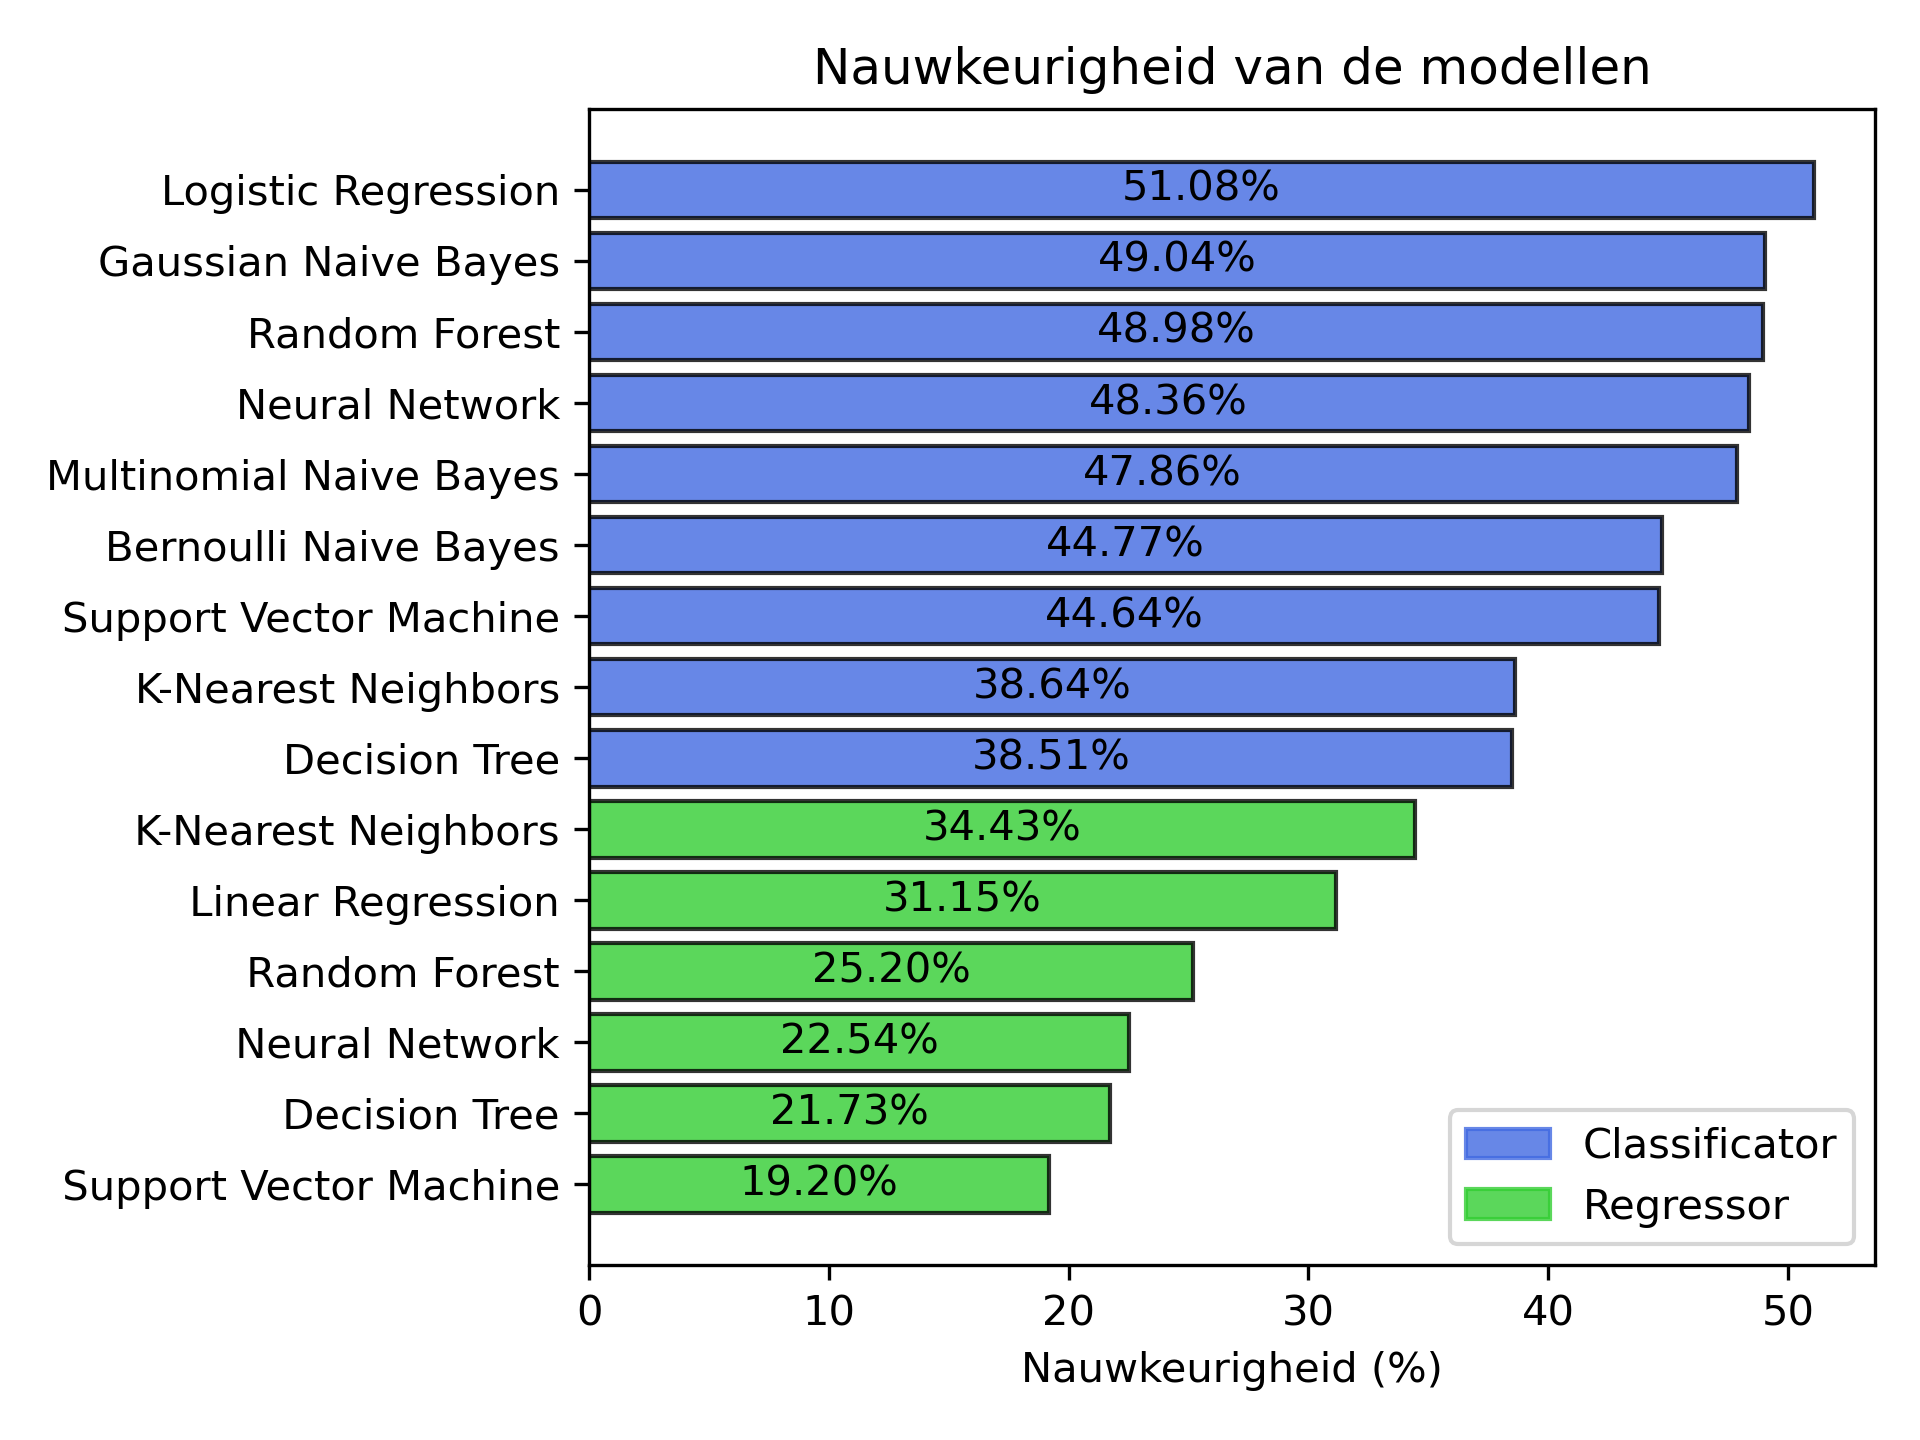 Nauwkeurigheid van de modellen
Logistic Regression 51.08%
Gaussian Naive Bayes 49.04%
Random Forest 48.98%
Neural Network 48.36%
Multinomial Naive Bayes 47.86%
Bernoulli Naive Bayes 44.77%
Support Vector Machine 44.64%
K-Nearest Neighbors 38.64%
Decision Tree 38.51%
K-Nearest Neighbors 34.43%
Linear Regression 31.15%
Random Forest 25.20%
Neural Network 22.54%
Decision Tree 21.73%
Support Vector Machine 19.20%
Classificator
Regressor
0 10 20 30 40 50
Nauwkeurigheid (%)